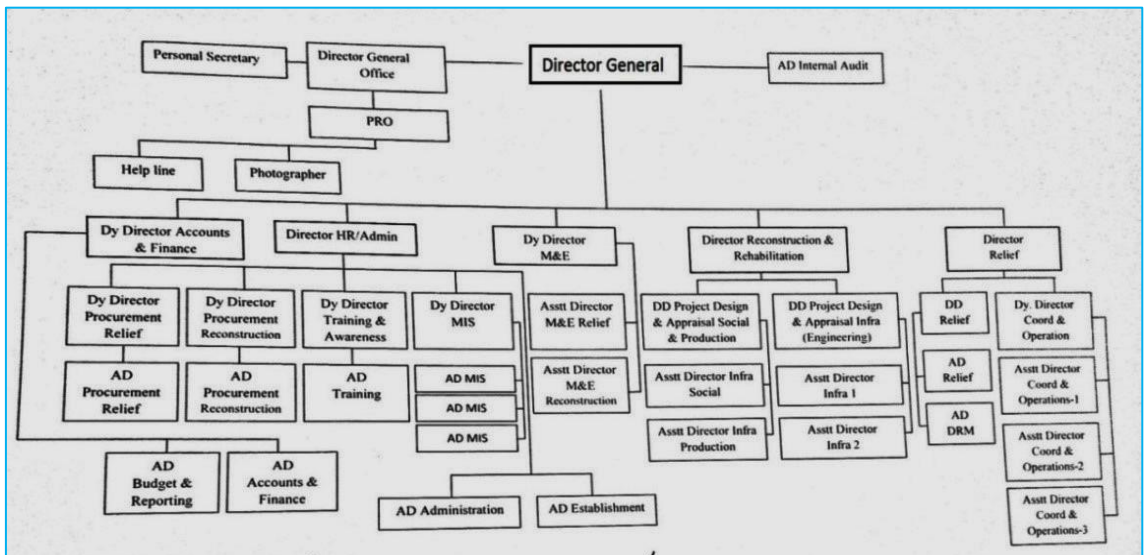 Personal Secretary
Director General
Office
Director General
AD Internal Audit
PRO
Help line
Photographer
Dy Director Accounts
& Finance
Director HR/Admin
Dy Director
M&E
Director Reconstruction &
Rehabilitation
Director
Relief
Dy Director
Procurement
Relief
Dy Director
Procurement
Reconstruction
Dy Director
Training &
Awareness
Dy Director
MIS
Asstt Director
M&E Relief
DD Project Design
& Appraisal Social
& Production
DD Project Design
& Appraisal Infra
(Engineering)
DD
Relief
Dy. Director
Coord &
Operation
AD
Procurement
Relief
AD
Procurement
Reconstruction
AD
Training
AD MIS
AD MIS
AD MIS
Asstt Director
M&E
Reconstruction
Asstt Director Infra
Social
Asstt Director
Infra 1
AD
Relief
Asstt Director
Coord &
Operations-1
Asstt Director Infra
Production
Asstt Director
Infra 2
AD
DRM
Asstt Director
Coord &
Operations-2
AD
Budget &
Reporting
AD
Accounts &
Finance
AD Administration
AD Establishment
Asstt Director
Coord &
Operations-3